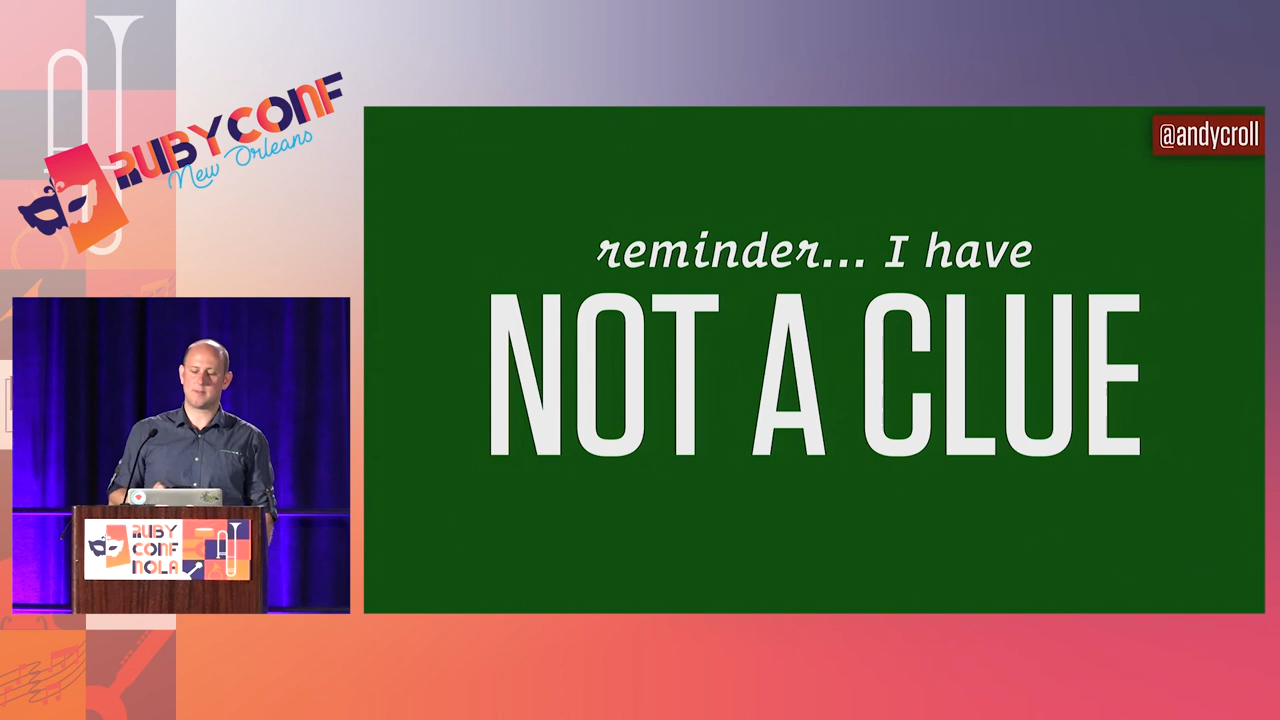 RUBYCONF
New Orleans
@andycroll
reminder... I have
NOT A CLUE
RUBY
CONF
NOLA